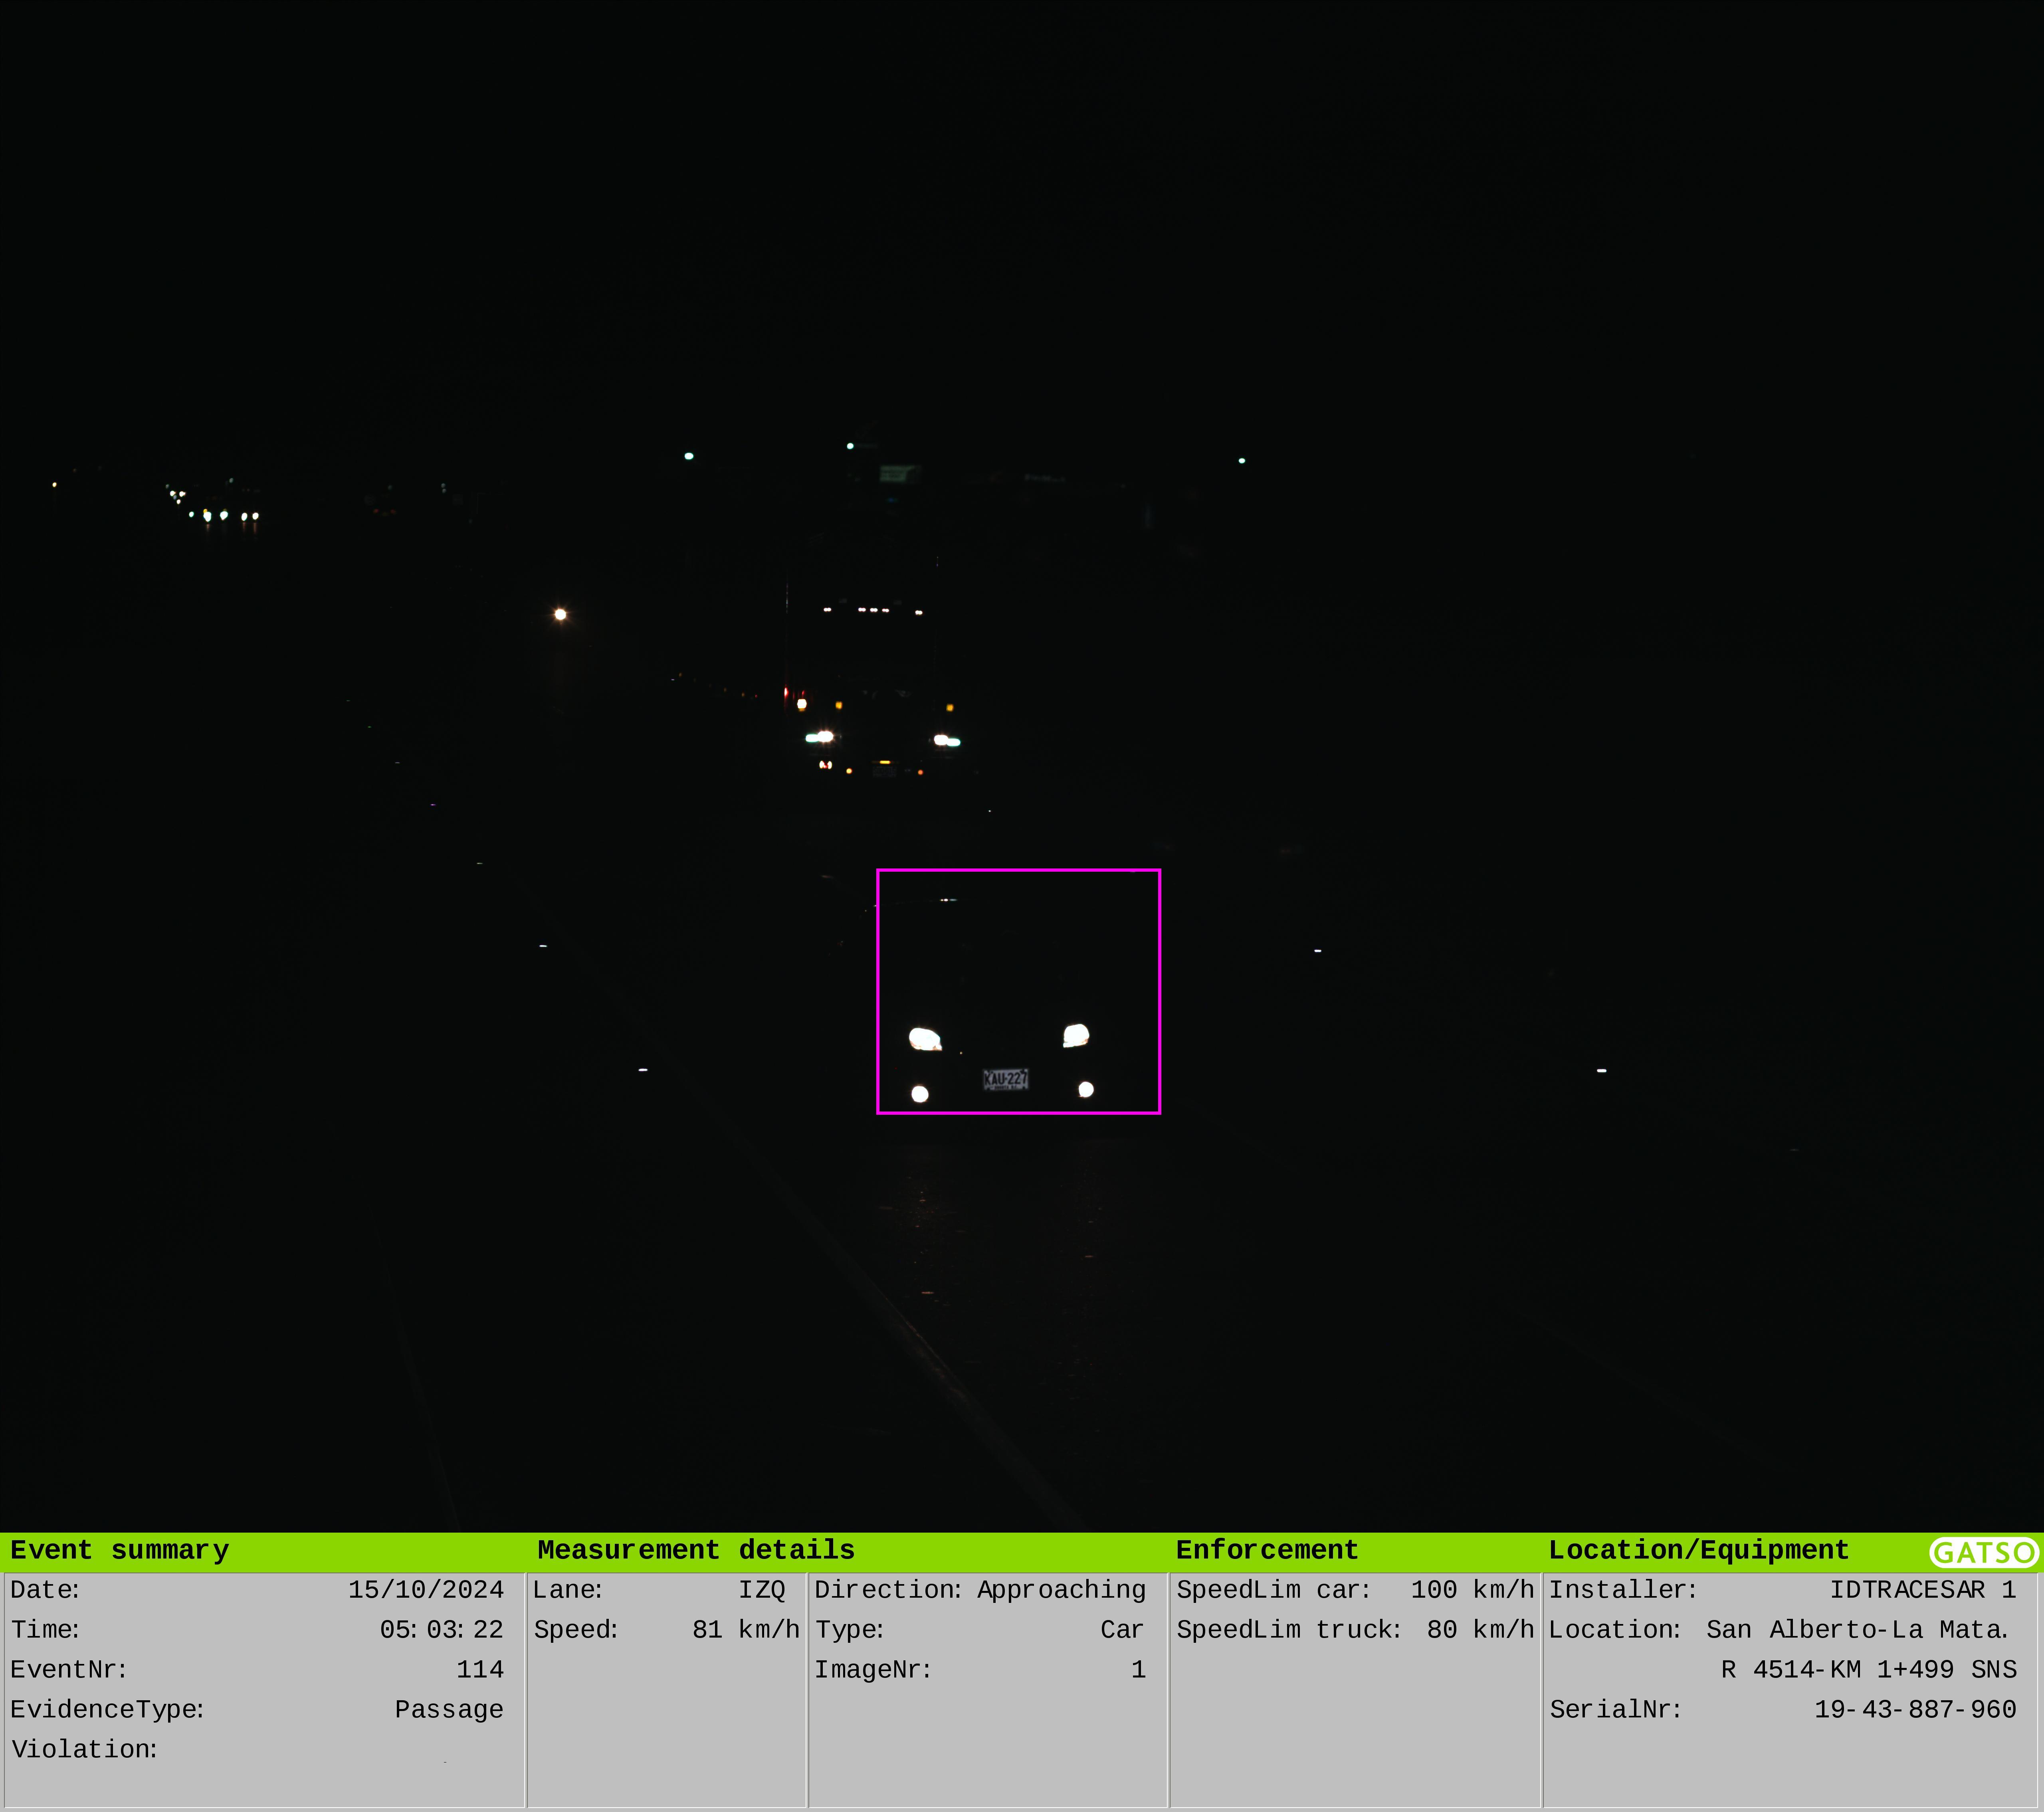 KAU-227
Event summary
Date: 15/10/2024
Time: 05:03:22
EventNr: 114
EvidenceType: Passage
Violation:
Measurement details
Lane: IZQ
Speed: 81 km/h
Direction: Approaching
Type: Car
ImageNr: 1
Enforcement
SpeedLim car: 100 km/h
SpeedLim truck: 80 km/h
Location/Equipment
GATSO
Installer: IDTRACESAR 1
Location: San Alberto-La Mata.
R 4514-KM 1+499 SNS
SerialNr: 19-43-887-960